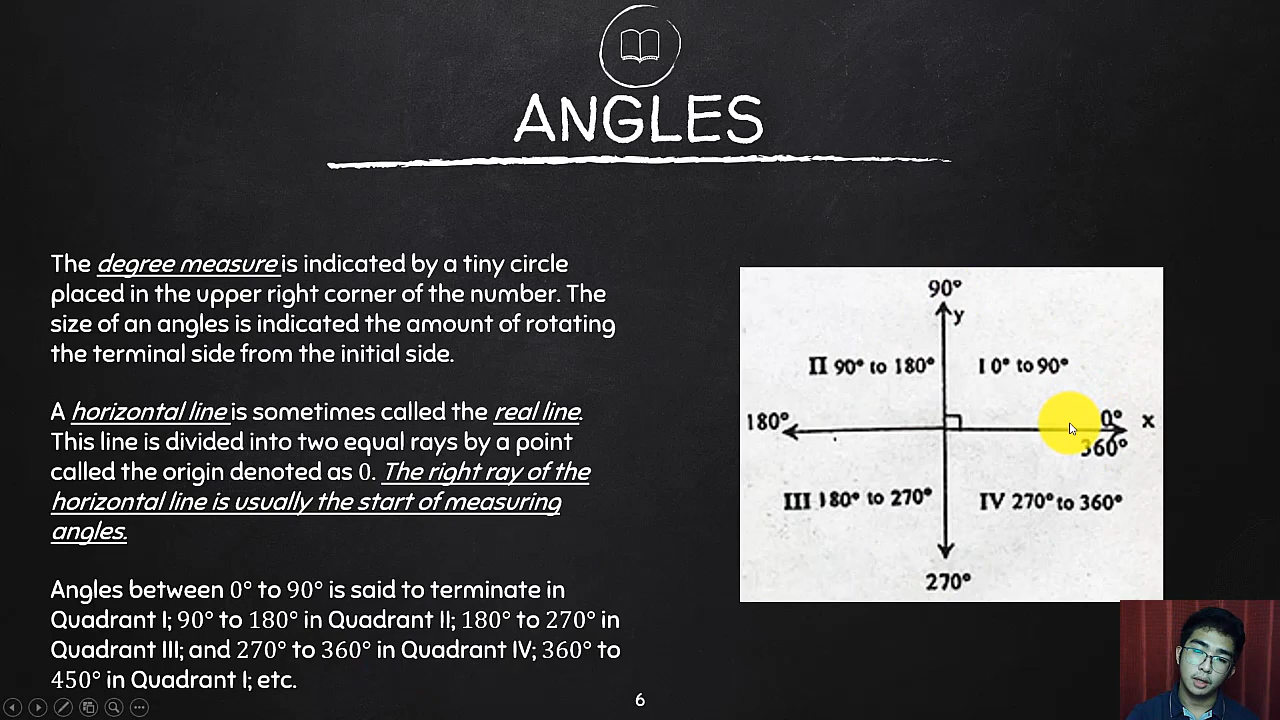 ANGLES
The degree measure is indicated by a tiny circle
placed in the upper right corner of the number. The
size of an angles is indicated the amount of rotating
the terminal side from the initial side.
A horizontal line is sometimes called the real line.
This line is divided into two equal rays by a point
called the origin denoted as 0. The right ray of the
horizontal line is usually the start of measuring
angles.
Angles between 0° to 90° is said to terminate in
Quadrant I; 90° to 180° in Quadrant II; 180° to 270° in
Quadrant III; and 270° to 360° in Quadrant IV; 360° to
450° in Quadrant I; etc.
90°
y
II 90° to 180°
I 0° to 90°
180°
0°
x
360°
III 180° to 270°
IV 270° to 360°
270°
6